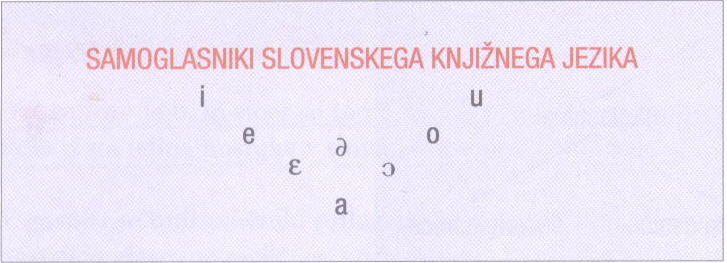 SAMOGLASNIKI SLOVENSKEGA KNJIŽNEGA JEZIKA
i u
e o
ə
ɛ ɔ
a